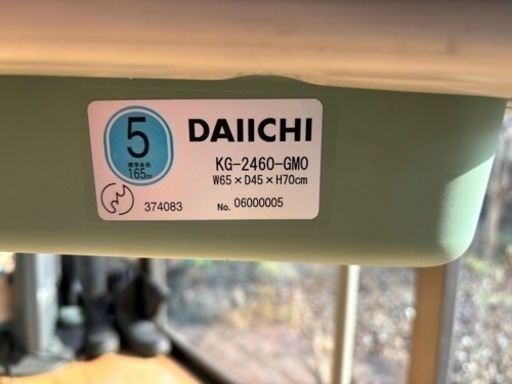 5
標準身長
165cm
DAIICHI
KG-2460-GMO
W65×D45×H70cm
374083
No. 06000005